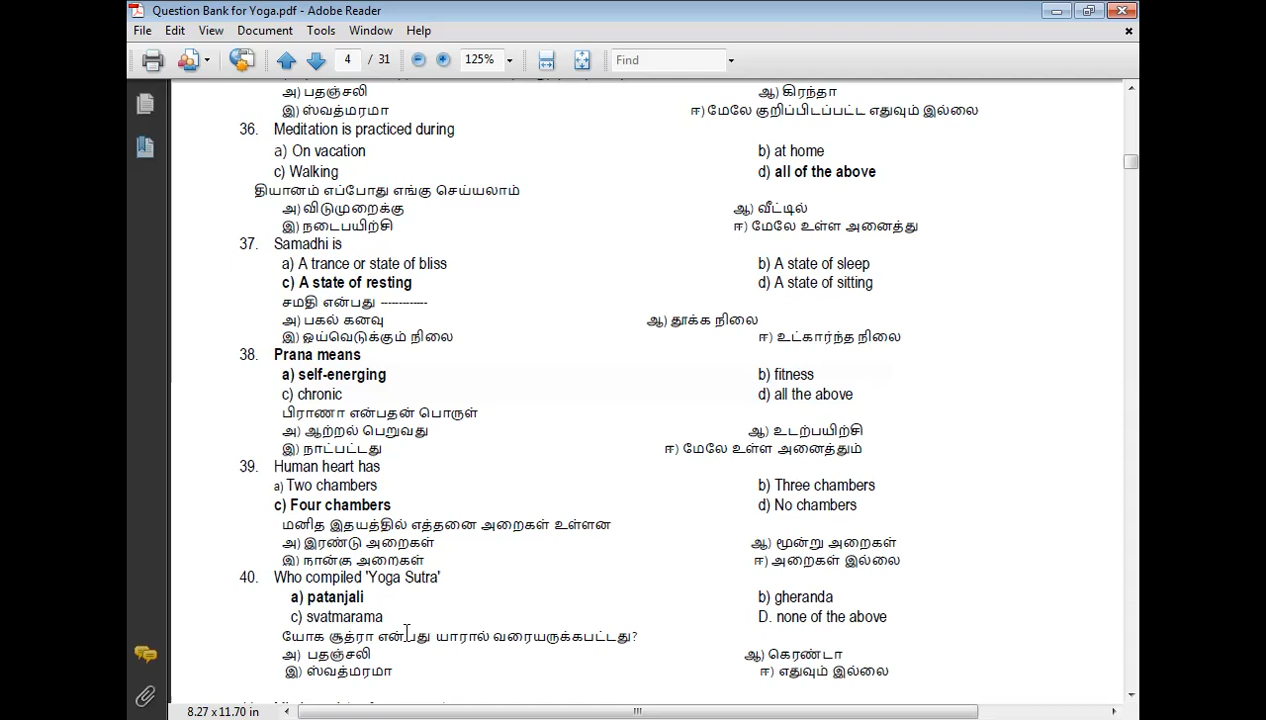 Question Bank for Yoga.pdf - Adobe Reader
File Edit View Document Tools Window Help
4 / 31 125% Find
அ) பதஞ்சலி ஆ) கிரந்தா
இ) ஸ்வத்மரமா ஈ) மேலே குறிப்பிடப்பட்ட எதுவும் இல்லை
36. Meditation is practiced during
a) On vacation b) at home
c) Walking d) all of the above
தியானம் எப்போது எங்கு செய்யலாம்
அ) விடுமுறைக்கு ஆ) வீட்டில்
இ) நடைபயிற்சி ஈ) மேலே உள்ள அனைத்து
37. Samadhi is
a) A trance or state of bliss b) A state of sleep
c) A state of resting d) A state of sitting
சமதி என்பது ------------
அ) பகல் கனவு ஆ) தூக்க நிலை
இ) ஒய்வெடுக்கும் நிலை ஈ) உட்கார்ந்த நிலை
38. Prana means
a) self-energing b) fitness
c) chronic d) all the above
பிராணா என்பதன் பொருள்
அ) ஆற்றல் பெறுவது ஆ) உடற்பயிற்சி
இ) நாட்பட்டது ஈ) மேலே உள்ள அனைத்தும்
39. Human heart has
a) Two chambers b) Three chambers
c) Four chambers d) No chambers
மனித இதயத்தில் எத்தனை அறைகள் உள்ளன
அ) இரண்டு அறைகள் ஆ) மூன்று அறைகள்
இ) நான்கு அறைகள் ஈ) அறைகள் இல்லை
40. Who compiled 'Yoga Sutra'
a) patanjali b) gheranda
c) svatmarama D. none of the above
யோக சூத்ரா என்பது யாரால் வரையருக்கபட்டது?
அ) பதஞ்சலி ஆ) கெரண்டா
இ) ஸ்வத்மரமா ஈ) எதுவும் இல்லை
8.27 x 11.70 in